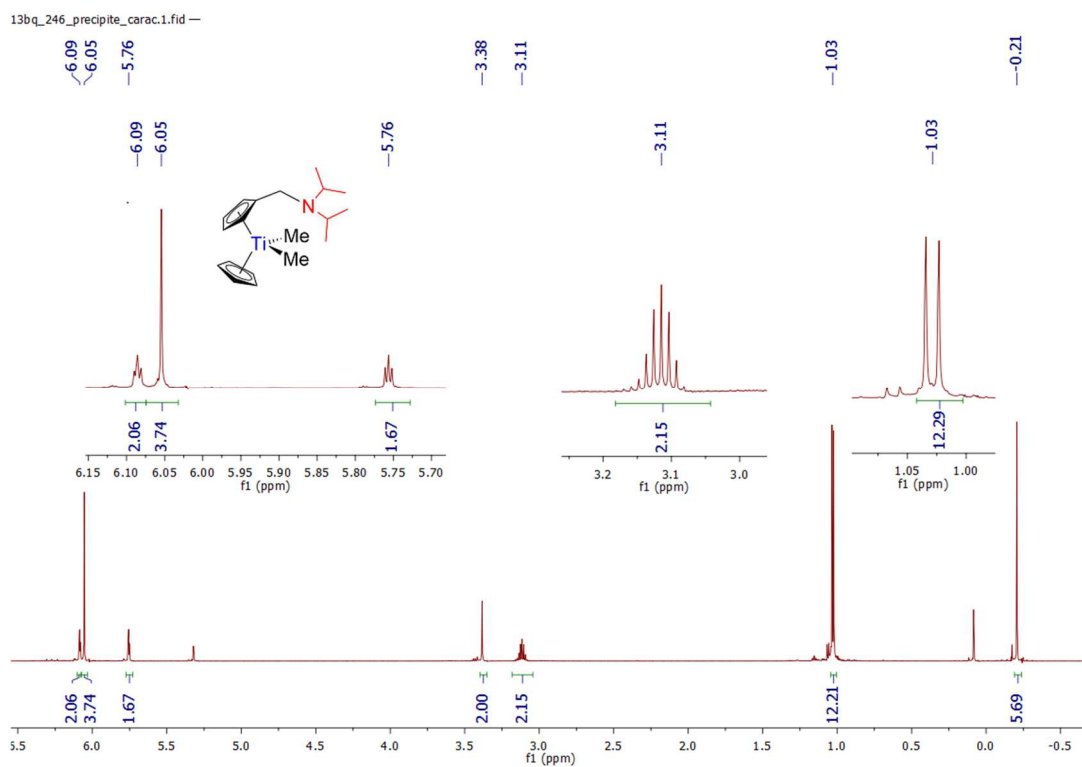 13bq_246_precipite_carac.1.fid —
6.09
6.05
5.76
3.38
3.11
1.03
-0.21
6.09
6.05
5.76
3.11
1.03
N
Ti
Me
Me
2.06
3.74
1.67
2.15
12.29
6.15 6.10 6.05 6.00 5.95 5.90 5.85 5.80 5.75 5.70
f1 (ppm)
3.2 3.1 3.0
f1 (ppm)
1.05 1.00
f1 (ppm)
2.06
3.74
1.67
2.00
2.15
12.21
5.69
5.5 6.0 5.5 5.0 4.5 4.0 3.5 3.0 2.5 2.0 1.5 1.0 0.5 0.0 -0.5
f1 (ppm)